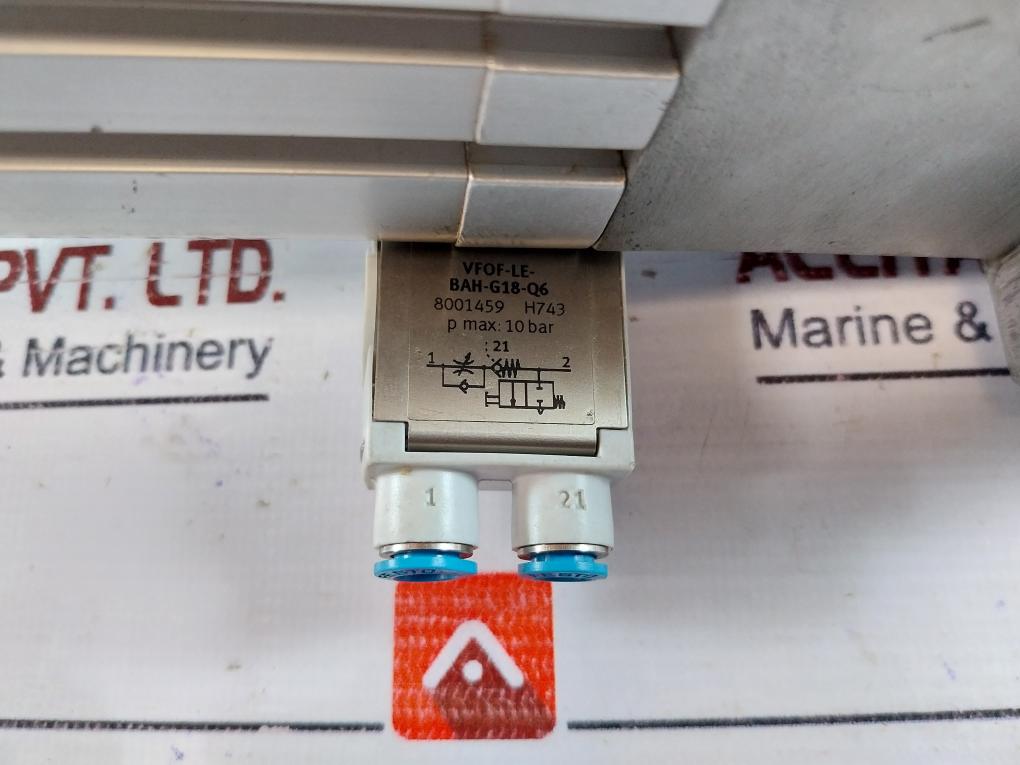 PVT. LTD.
& Machinery
VFOF-LE-
BAH-G18-Q6
8001459 H743
p max: 10 bar
21
1 2
Marine &
1 21
FESTO